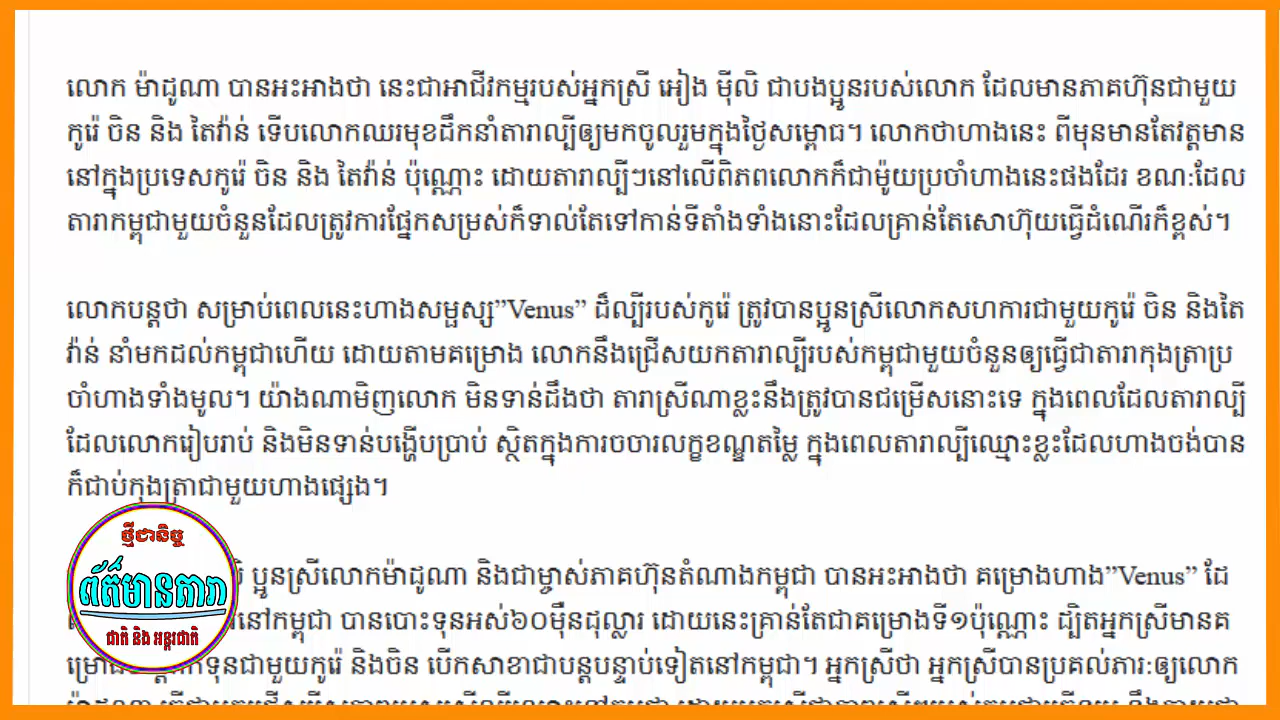 លោក ម៉ាដូណា បានអះអាងថា នេះជាអាជីវកម្មរបស់អ្នកស្រី អៀង ម៉ីលិ ជាបងប្អូនរបស់លោក ដែលមានភាគហ៊ុនជាមួយ
កូរ៉េ ចិន និង តៃវ៉ាន់ ទើបលោកឈរមុខដឹកនាំតារាល្បីឲ្យមកចូលរួមក្នុងថ្ងៃសម្ពោធ។ លោកថាហាងនេះ ពីមុនមានតែវត្តមាន
នៅក្នុងប្រទេសកូរ៉េ ចិន និង តៃវ៉ាន់ ប៉ុណ្ណោះ ដោយតារាល្បីៗនៅលើពិភពលោកក៏ជាម៉ូយប្រចាំហាងនេះផងដែរ ខណៈដែល
តារាកម្ពុជាមួយចំនួនដែលត្រូវការផ្នែកសម្រស់ក៏ទាល់តែទៅកាន់ទីតាំងទាំងនោះដែលគ្រាន់តែសោហ៊ុយធ្វើដំណើរក៏ខ្ពស់។
លោកបន្តថា សម្រាប់ពេលនេះហាងសម្ផស្ស”Venus” ដ៏ល្បីរបស់កូរ៉េ ត្រូវបានប្អូនស្រីលោកសហការជាមួយកូរ៉េ ចិន និងតៃ
វ៉ាន់ នាំមកដល់កម្ពុជាហើយ ដោយតាមគម្រោង លោកនឹងជ្រើសយកតារាល្បីរបស់កម្ពុជាមួយចំនួនឲ្យធ្វើជាតារាកុងត្រាប្រ
ចាំហាងទាំងមូល។ យ៉ាងណាមិញលោក មិនទាន់ដឹងថា តារាស្រីណាខ្លះនឹងត្រូវបានជម្រើសនោះទេ ក្នុងពេលដែលតារាល្បី
ដែលលោករៀបរាប់ និងមិនទាន់បង្ហើបប្រាប់ ស្ថិតក្នុងការចចារលក្ខខណ្ឌតម្លៃ ក្នុងពេលតារាល្បីឈ្មោះខ្លះដែលហាងចង់បាន
ក៏ជាប់កុងត្រាជាមួយហាងផ្សេង។
ថ្មីជានិច្ច
ព័ត៌មានតារា
ជាតិ និង អន្តរជាតិ
ប្អូនស្រីលោកម៉ាដូណា និងជាម្ចាស់ភាគហ៊ុនតំណាងកម្ពុជា បានអះអាងថា គម្រោងហាង”Venus” ដែ
នៅកម្ពុជា បានបោះទុនអស់៦០ម៉ឺនដុល្លារ ដោយនេះគ្រាន់តែជាគម្រោងទី១ប៉ុណ្ណោះ ដ្បិតអ្នកស្រីមានគ
ទុនជាមួយកូរ៉េ និងចិន បើកសាខាជាបន្តបន្ទាប់ទៀតនៅកម្ពុជា។ អ្នកស្រីថា អ្នកស្រីបានប្រគល់ភារៈឲ្យលោក